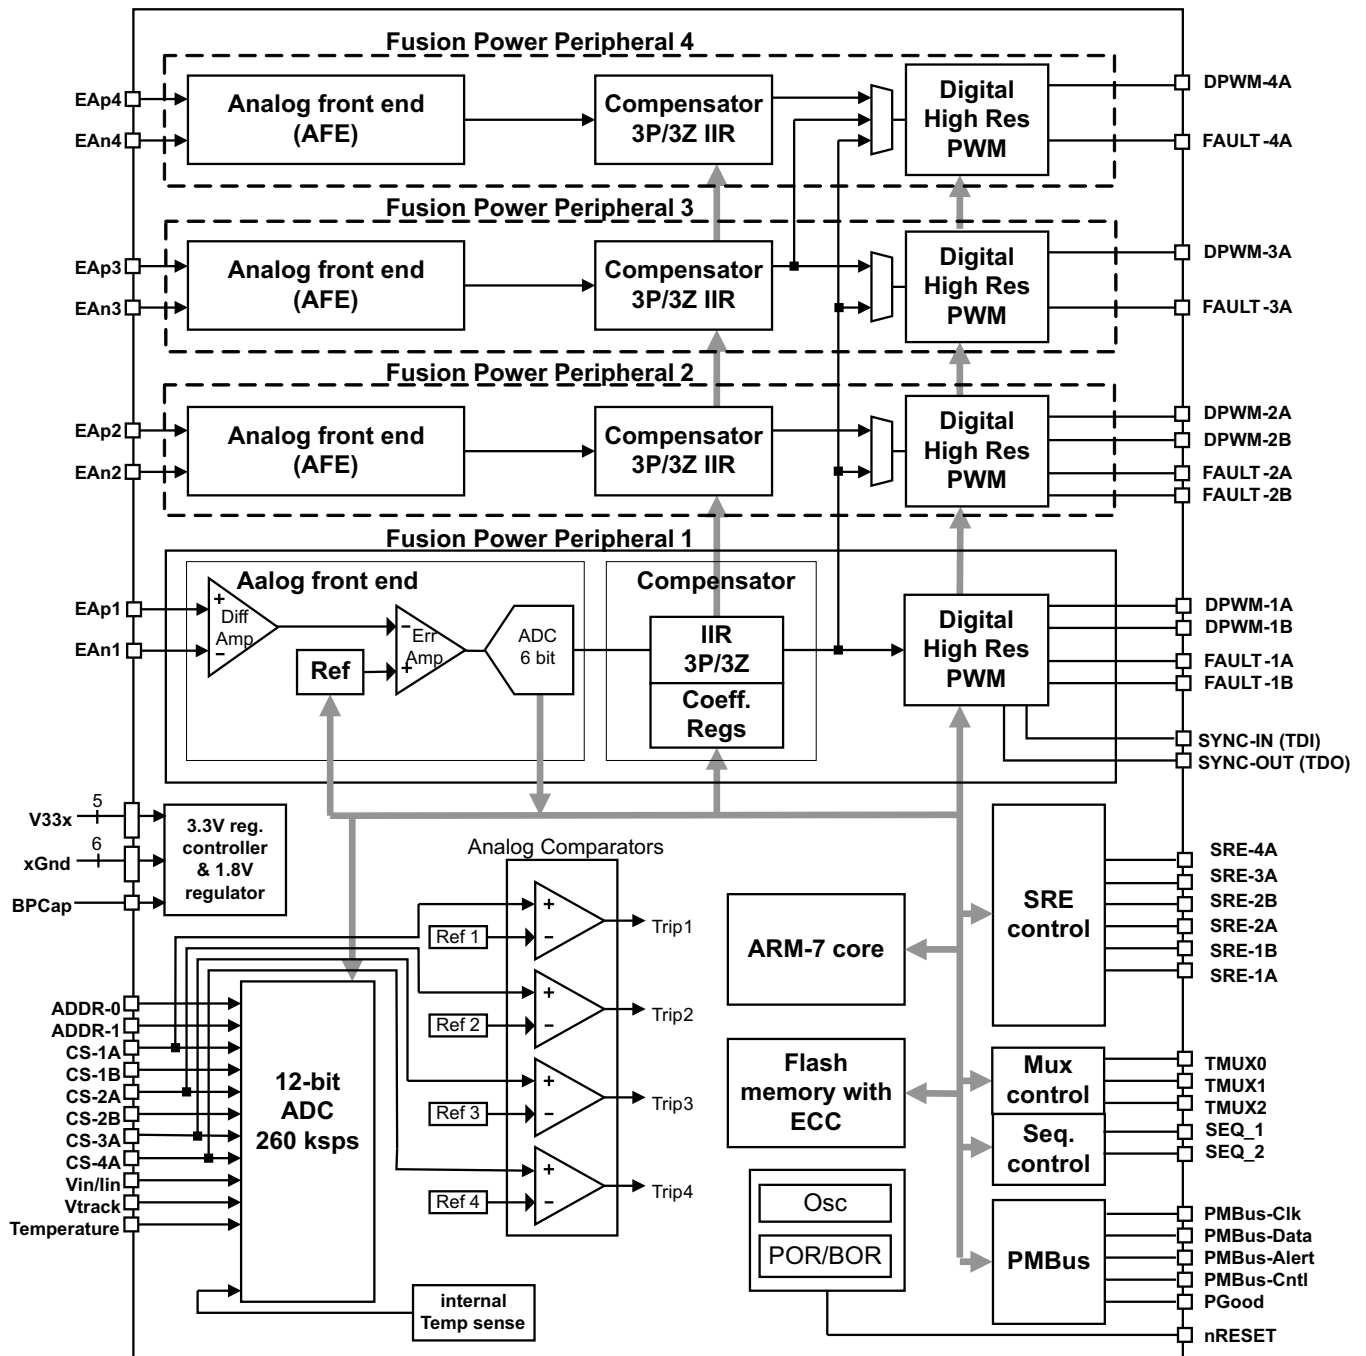 Fusion Power Peripheral 4
EAp4
EAn4
Analog front end
(AFE)
Compensator
3P/3Z IIR
Digital
High Res
PWM
DPWM-4A
FAULT-4A
Fusion Power Peripheral 3
EAp3
EAn3
Analog front end
(AFE)
Compensator
3P/3Z IIR
Digital
High Res
PWM
DPWM-3A
FAULT-3A
Fusion Power Peripheral 2
EAp2
EAn2
Analog front end
(AFE)
Compensator
3P/3Z IIR
Digital
High Res
PWM
DPWM-2A
DPWM-2B
FAULT-2A
FAULT-2B
Fusion Power Peripheral 1
EAp1
EAn1
Aalog front end
+
Diff
Amp
−
Ref
−
Err
Amp
+
ADC
6 bit
Compensator
IIR
3P/3Z
Coeff.
Regs
Digital
High Res
PWM
DPWM-1A
DPWM-1B
FAULT-1A
FAULT-1B
SYNC-IN (TDI)
SYNC-OUT (TDO)
V33x
5
xGnd
6
BPCap
3.3V reg.
controller
& 1.8V
regulator
Analog Comparators
Ref 1
+
−
Trip1
Ref 2
+
−
Trip2
Ref 3
+
−
Trip3
Ref 4
+
−
Trip4
ADDR-0
ADDR-1
CS-1A
CS-1B
CS-2A
CS-2B
CS-3A
CS-4A
Vin/Iin
Vtrack
Temperature
12-bit
ADC
260 ksps
internal
Temp sense
ARM-7 core
Flash
memory with
ECC
Osc
POR/BOR
SRE
control
SRE-4A
SRE-3A
SRE-2B
SRE-2A
SRE-1B
SRE-1A
Mux
control
TMUX0
TMUX1
TMUX2
Seq.
control
SEQ_1
SEQ_2
PMBus
PMBus-Clk
PMBus-Data
PMBus-Alert
PMBus-Cntl
PGood
nRESET